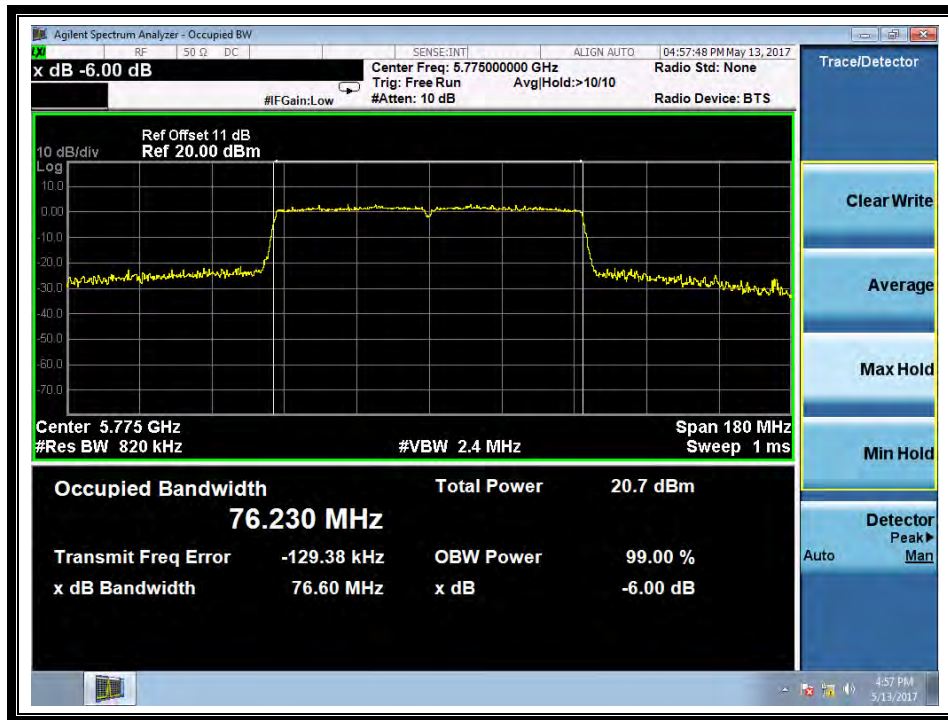 Agilent Spectrum Analyzer - Occupied BW
LXI RF 50 Ω DC SENSE:INT ALIGN AUTO 04:57:48 PM May 13, 2017
x dB -6.00 dB
Center Freq: 5.775000000 GHz Radio Std: None
Trig: Free Run Avg|Hold:>10/10
#IFGain:Low #Atten: 10 dB Radio Device: BTS
Ref Offset 11 dB
10 dB/div Ref 20.00 dBm
Log
10.0
0.00
-10.0
-20.0
-30.0
-40.0
-50.0
-60.0
-70.0
Center 5.775 GHz Span 180 MHz
#Res BW 820 kHz #VBW 2.4 MHz Sweep 1 ms
Occupied Bandwidth Total Power 20.7 dBm
76.230 MHz
Transmit Freq Error -129.38 kHz OBW Power 99.00 %
x dB Bandwidth 76.60 MHz x dB -6.00 dB
Trace/Detector
Clear Write
Average
Max Hold
Min Hold
Detector
Peak▶
Auto Man
4:57 PM
5/13/2017